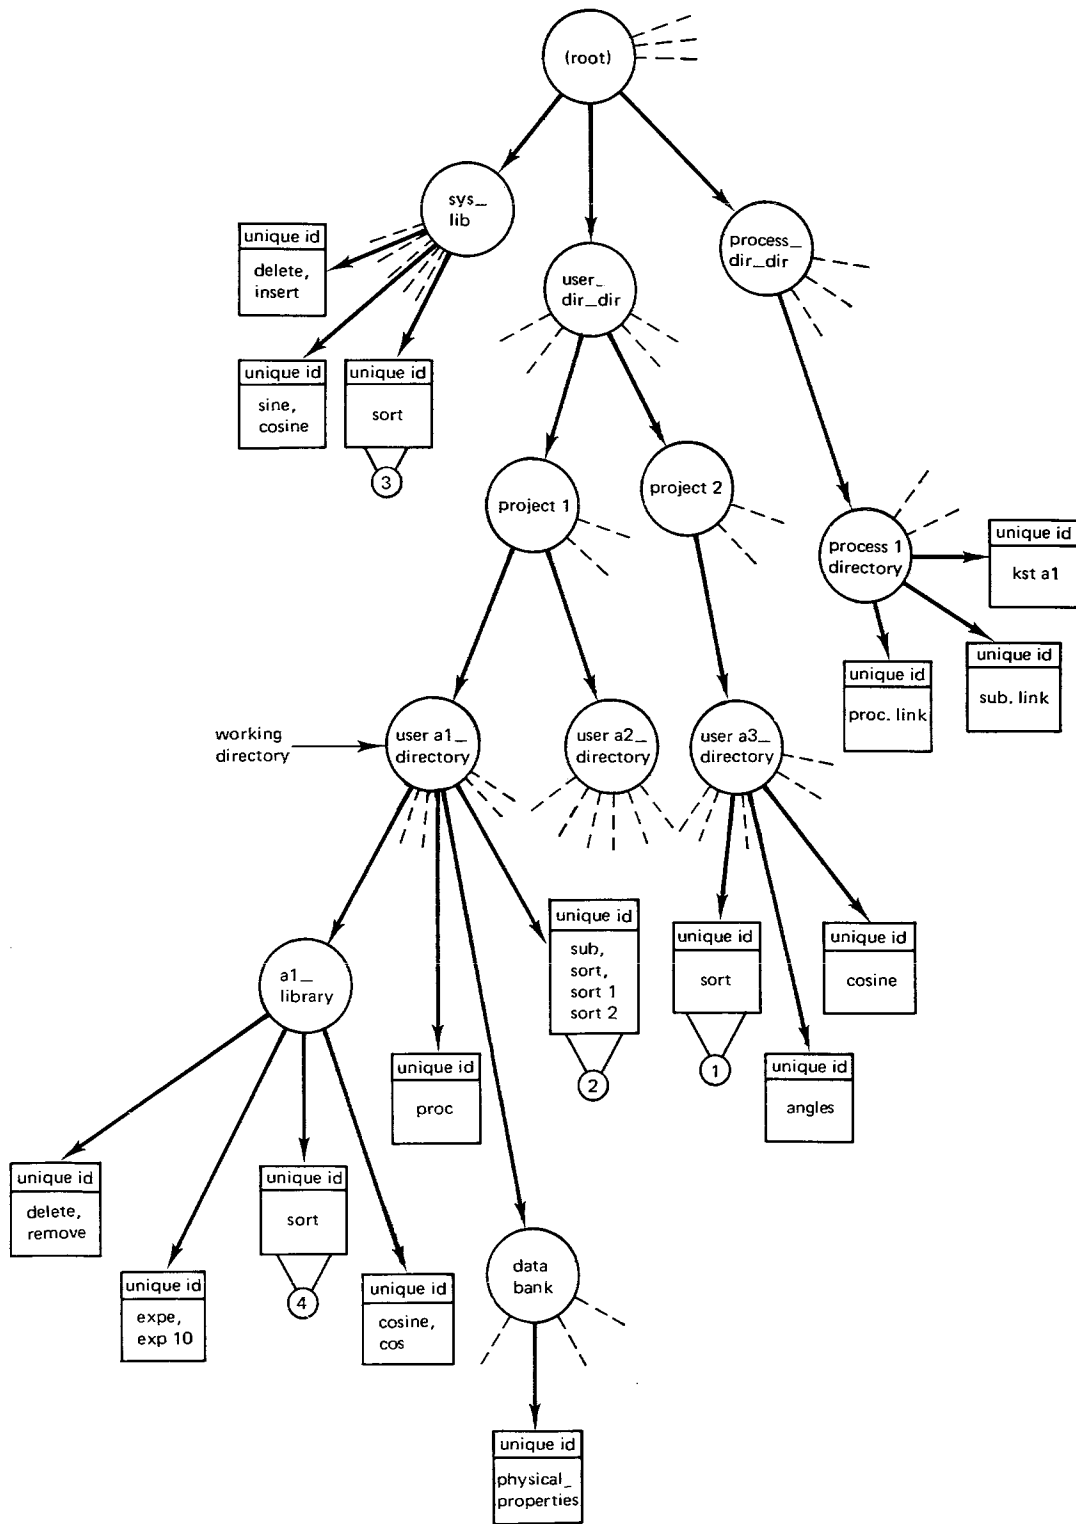 (root)
sys_
lib
unique id
delete,
insert
process_
dir_dir
user_
dir_dir
unique id
sine,
cosine
unique id
sort
3
project 1
project 2
process 1
directory
unique id
kst a1
unique id
proc. link
unique id
sub. link
working
directory
user a1_
directory
user a2_
directory
user a3_
directory
unique id
sub,
sort,
sort 1
sort 2
2
unique id
sort
1
unique id
cosine
a1_
library
unique id
proc
unique id
angles
unique id
delete,
remove
unique id
sort
4
unique id
expe,
exp 10
unique id
cosine,
cos
data
bank
unique id
physical_
properties